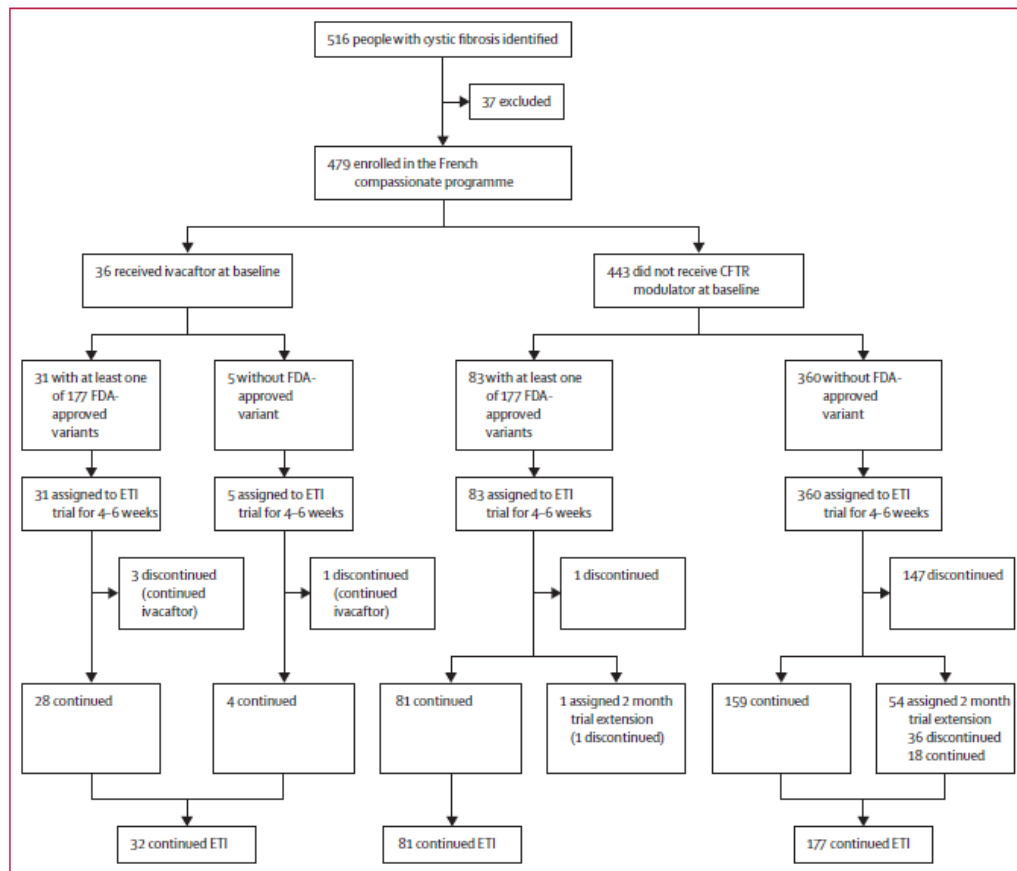 516 people with cystic fibrosis identified
37 excluded
479 enrolled in the French
compassionate programme
36 received ivacaftor at baseline
443 did not receive CFTR
modulator at baseline
31 with at least one
of 177 FDA-
approved
variants
5 without FDA-
approved
variant
83 with at least one
of 177 FDA-
approved
variants
360 without FDA-
approved
variant
31 assigned to ETI
trial for 4–6 weeks
5 assigned to ETI
trial for 4–6 weeks
83 assigned to ETI
trial for 4–6 weeks
360 assigned to ETI
trial for 4–6 weeks
3 discontinued
(continued
ivacaftor)
1 discontinued
(continued
ivacaftor)
1 discontinued
147 discontinued
28 continued
4 continued
81 continued
1 assigned 2 month
trial extension
(1 discontinued)
159 continued
54 assigned 2 month
trial extension
36 discontinued
18 continued
32 continued ETI
81 continued ETI
177 continued ETI